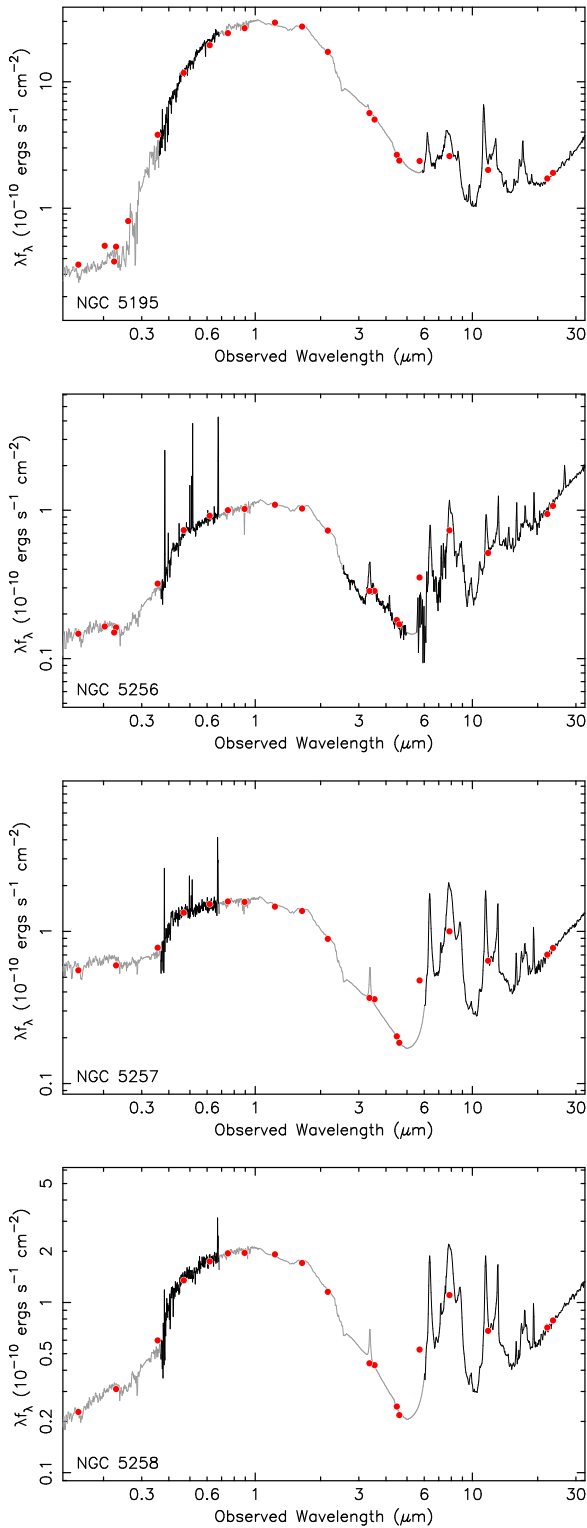 10
1
λfλ (10⁻¹⁰ ergs s⁻¹ cm⁻²)
NGC 5195
0.3 0.6 1 3 6 10 30
Observed Wavelength (μm)
1
0.1
λfλ (10⁻¹⁰ ergs s⁻¹ cm⁻²)
NGC 5256
0.3 0.6 1 3 6 10 30
Observed Wavelength (μm)
1
0.1
λfλ (10⁻¹⁰ ergs s⁻¹ cm⁻²)
NGC 5257
0.3 0.6 1 3 6 10 30
Observed Wavelength (μm)
5
2
1
0.5
0.2
0.1
λfλ (10⁻¹⁰ ergs s⁻¹ cm⁻²)
NGC 5258
0.3 0.6 1 3 6 10 30
Observed Wavelength (μm)